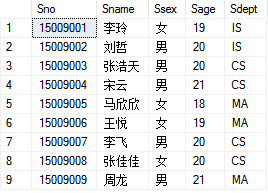 Sno Sname Ssex Sage Sdept
1 15009001 李玲 女 19 IS
2 15009002 刘哲 男 20 IS
3 15009003 张浩天 男 20 CS
4 15009004 宋云 男 21 CS
5 15009005 马欣欣 女 18 MA
6 15009006 王悦 女 19 MA
7 15009007 李飞 男 20 CS
8 15009008 张佳佳 女 20 CS
9 15009009 周龙 男 21 MA